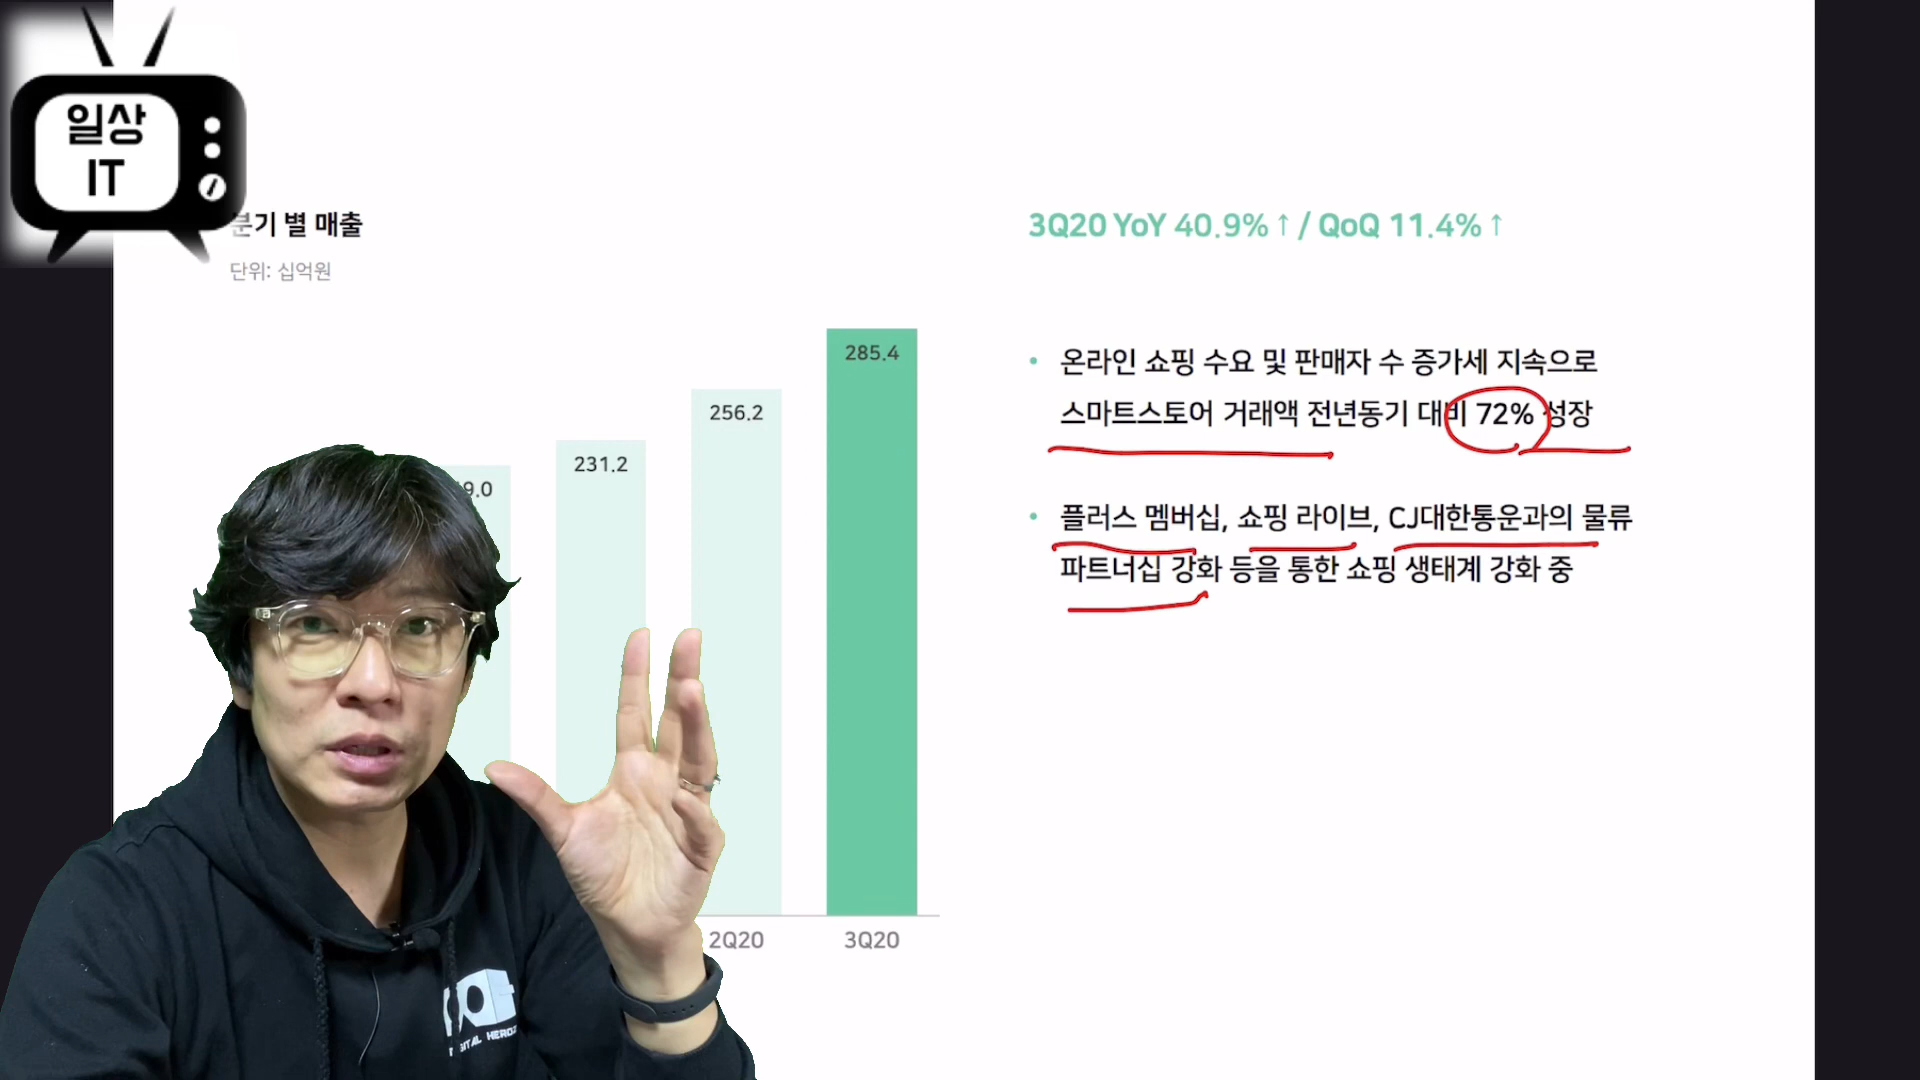 일상
IT
분기 별 매출
단위: 십억원
3Q20 YoY 40.9%↑ / QoQ 11.4%↑
285.4
256.2
231.2
9.0
2Q20
3Q20
• 온라인 쇼핑 수요 및 판매자 수 증가세 지속으로
스마트스토어 거래액 전년동기 대비 72% 성장
• 플러스 멤버십, 쇼핑 라이브, CJ대한통운과의 물류
파트너십 강화 등을 통한 쇼핑 생태계 강화 중